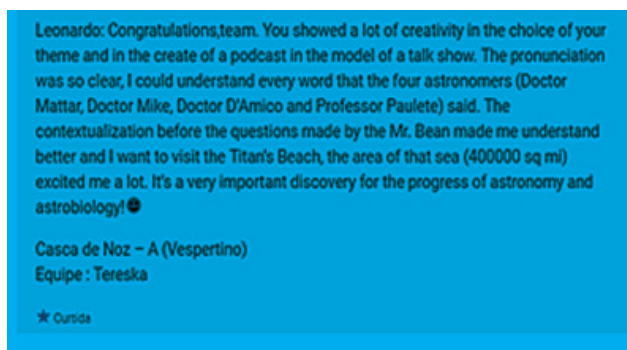 Leonardo: Congratulations,team. You showed a lot of creativity in the choice of your
theme and in the create of a podcast in the model of a talk show. The pronunciation
was so clear, I could understand every word that the four astronomers (Doctor
Mattar, Doctor Mike, Doctor D'Amico and Professor Paulete) said. The
contextualization before the questions made by the Mr. Bean made me understand
better and I want to visit the Titan's Beach, the area of that sea (400000 sq mi)
excited me a lot. It's a very important discovery for the progress of astronomy and
astrobiology!
Casca de Noz – A (Vespertino)
Equipe : Tereska
Curtida